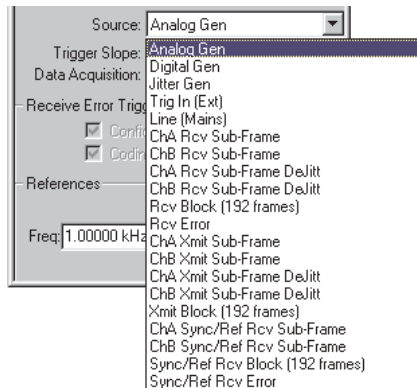 Source: Analog Gen
Trigger Slope: Analog Gen
Data Acquisition: Digital Gen
Jitter Gen
Receive Error Trigg Trig In (Ext)
Line (Mains)
Confi ChA Rcv Sub-Frame
ChB Rcv Sub-Frame
Codin ChA Rcv Sub-Frame DeJitt
ChB Rcv Sub-Frame DeJitt
References Rcv Block (192 frames)
Rcv Error
ChA Xmit Sub-Frame
Freq: 1.00000 kHz ChB Xmit Sub-Frame
ChA Xmit Sub-Frame DeJitt
ChB Xmit Sub-Frame DeJitt
Xmit Block (192 frames)
ChA Sync/Ref Rcv Sub-Frame
ChB Sync/Ref Rcv Sub-Frame
Sync/Ref Rcv Block (192 frames)
Sync/Ref Rcv Error